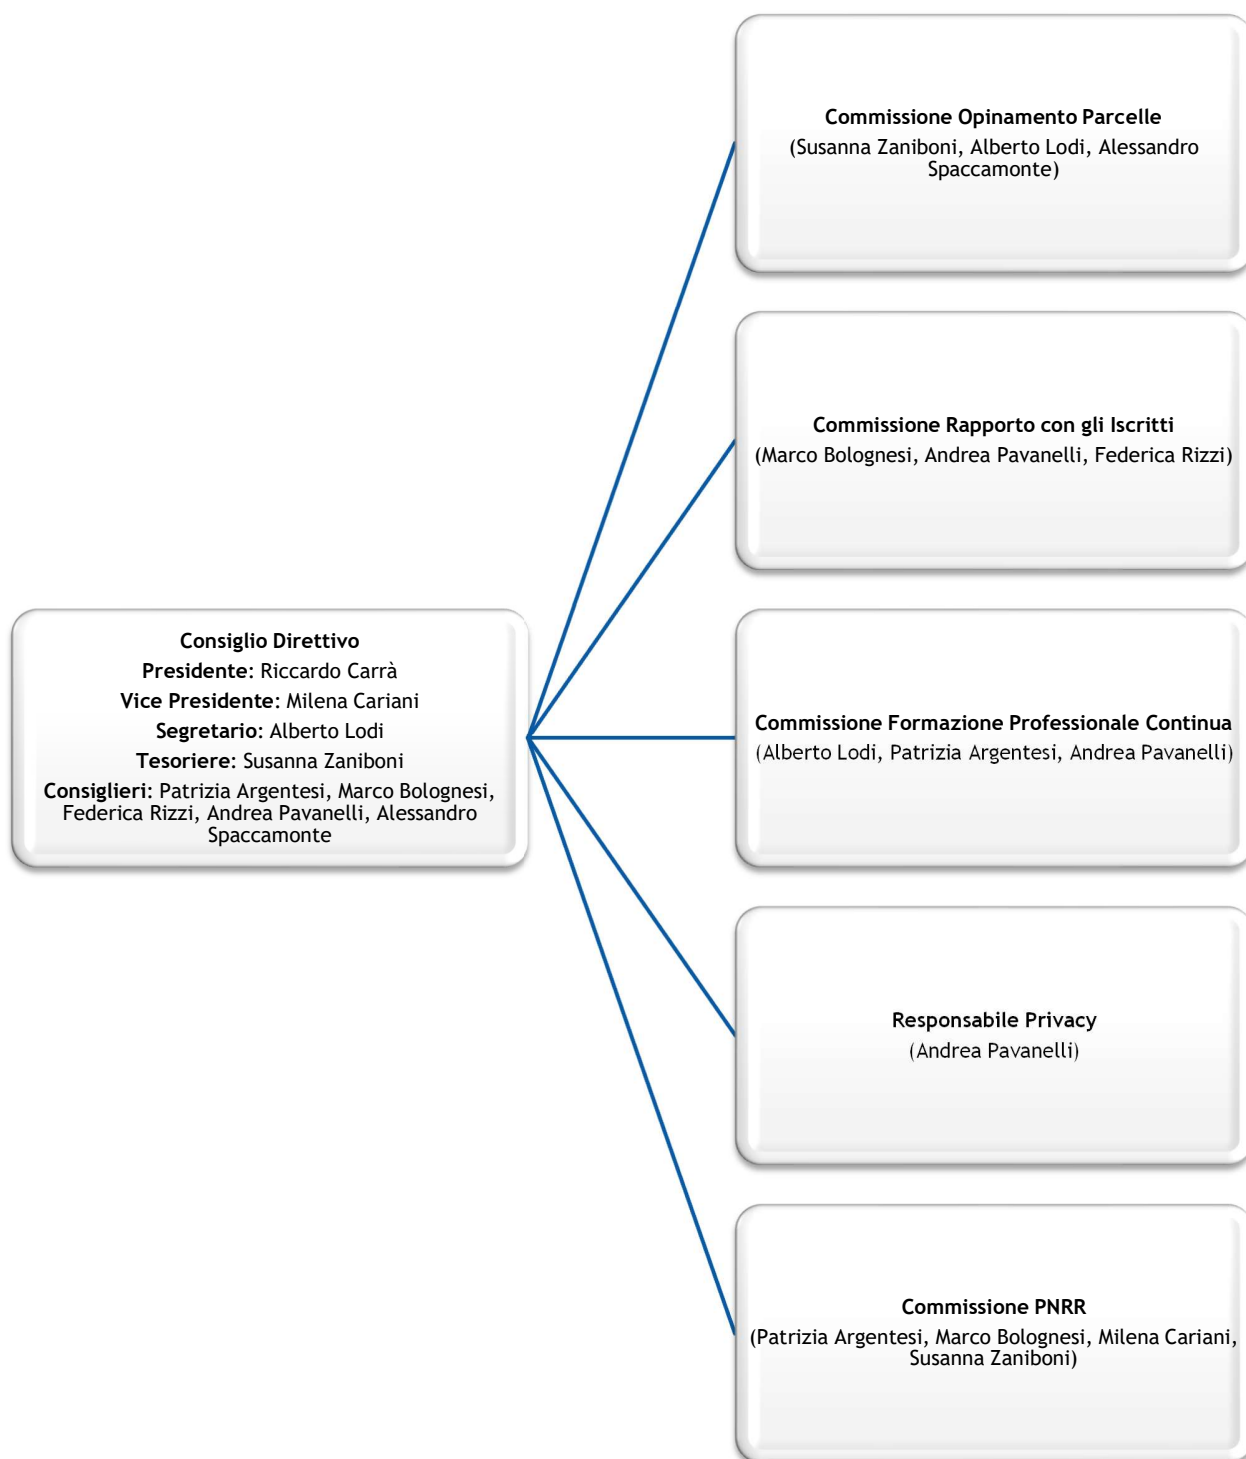 Commissione Opinamento Parcelle
(Susanna Zaniboni, Alberto Lodi, Alessandro
Spaccamonte)
Commissione Rapporto con gli Iscritti
(Marco Bolognesi, Andrea Pavanelli, Federica Rizzi)
Consiglio Direttivo
Presidente: Riccardo Carrà
Vice Presidente: Milena Cariani
Segretario: Alberto Lodi
Tesoriere: Susanna Zaniboni
Consiglieri: Patrizia Argentesi, Marco Bolognesi,
Federica Rizzi, Andrea Pavanelli, Alessandro
Spaccamonte
Commissione Formazione Professionale Continua
(Alberto Lodi, Patrizia Argentesi, Andrea Pavanelli)
Responsabile Privacy
(Andrea Pavanelli)
Commissione PNRR
(Patrizia Argentesi, Marco Bolognesi, Milena Cariani,
Susanna Zaniboni)